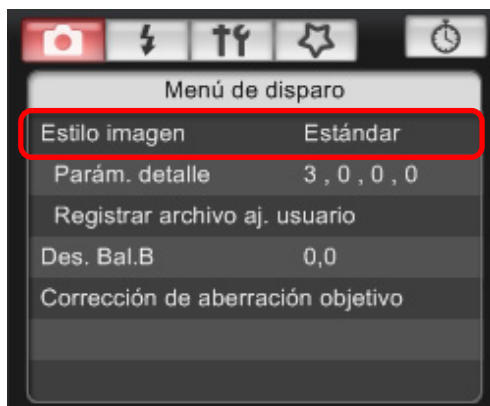 Menú de disparo
Estilo imagen Estándar
Parám. detalle 3 , 0 , 0 , 0
Registrar archivo aj. usuario
Des. Bal.B 0,0
Corrección de aberración objetivo